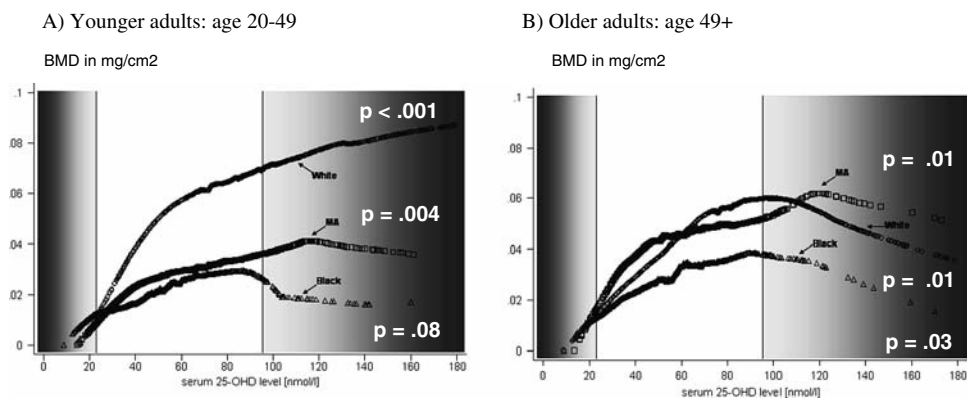 A) Younger adults: age 20-49
BMD in mg/cm2
.1
.08
.06
.04
.02
0
0 20 40 60 80 100 120 140 160 180
serum 25-OHD level [nmol/l]
p < .001
White
p = .004
MA
Black
p = .08
B) Older adults: age 49+
BMD in mg/cm2
.1
.08
.06
.04
.02
0
0 20 40 60 80 100 120 140 160 180
serum 25-OHD level [nmol/l]
p = .01
MA
White
Black
p = .01
p = .03